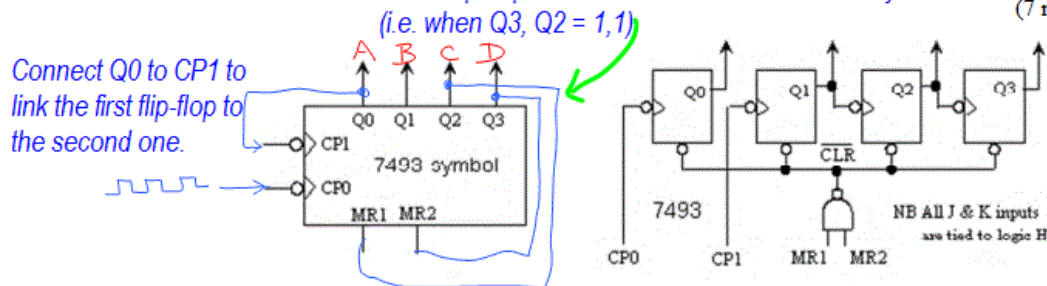 (i.e. when Q3, Q2 = 1,1)
(7
A B C D
Connect Q0 to CP1 to
link the first flip-flop to
the second one.
Q0 Q1 Q2 Q3
CP1
7493 symbol
CP0
MR1 MR2
Q0 Q1 Q2 Q3
CLR
7493
NB All J & K inputs
are tied to logic H
CP0 CP1 MR1 MR2